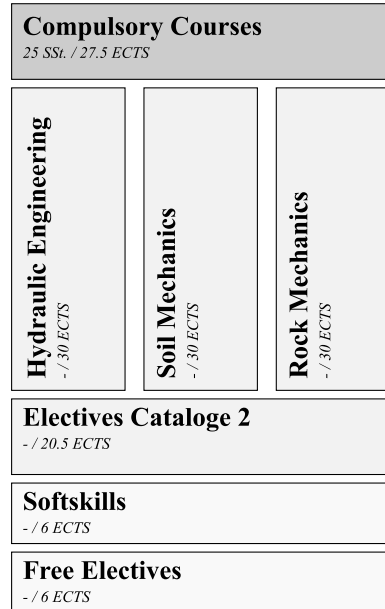 Compulsory Courses
25 SSt. / 27.5 ECTS
Hydraulic Engineering
- / 30 ECTS
Soil Mechanics
- / 30 ECTS
Rock Mechanics
- / 30 ECTS
Electives Cataloge 2
- / 20.5 ECTS
Softskills
- / 6 ECTS
Free Electives
- / 6 ECTS